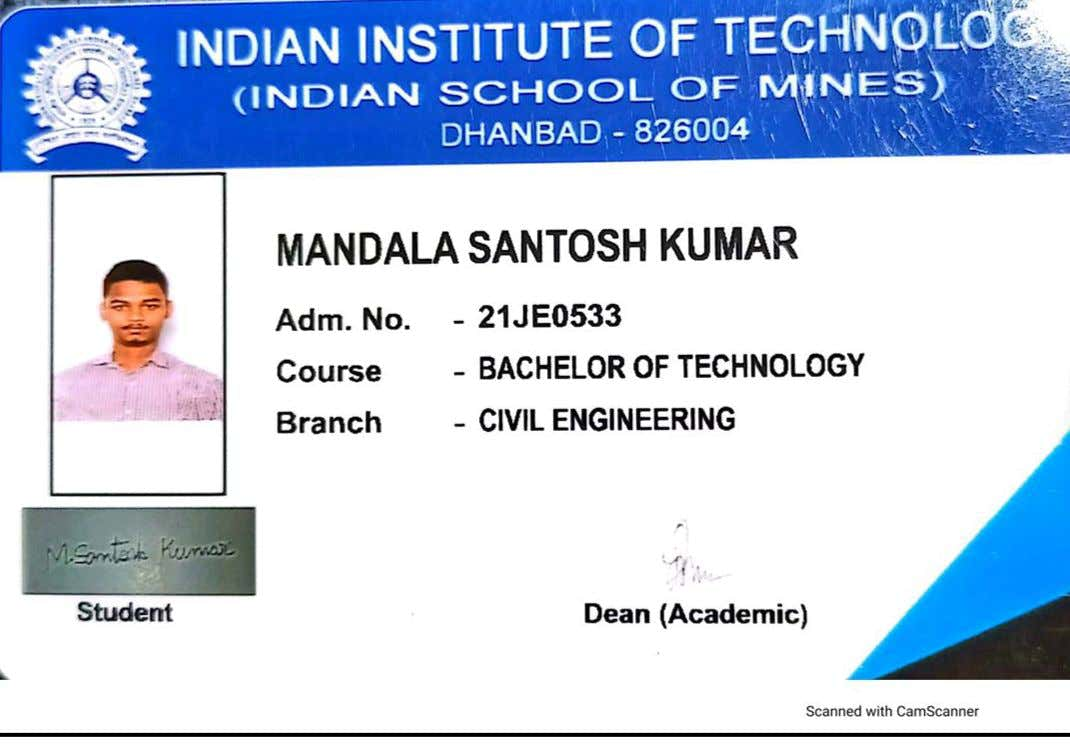 INDIAN INSTITUTE OF TECHNOLOG
(INDIAN SCHOOL OF MINES)
DHANBAD - 826004
MANDALA SANTOSH KUMAR
Adm. No. - 21JE0533
Course - BACHELOR OF TECHNOLOGY
Branch - CIVIL ENGINEERING
M.Santosh Kumar
Student
Dean (Academic)
Scanned with CamScanner